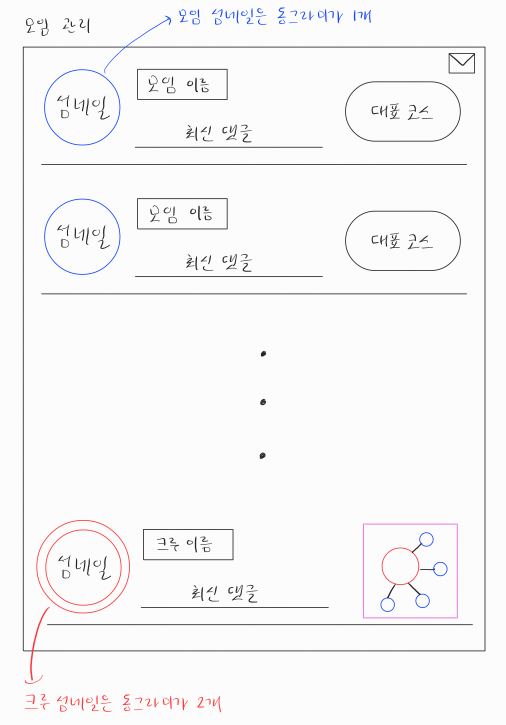 모임 관리
모임 섬네일은 동그라미가 1개
섬네일
모임 이름
최신 댓글
대표 코스
섬네일
모임 이름
최신 댓글
대표 코스
섬네일
크루 이름
최신 댓글
크루 섬네일은 동그라미가 2개